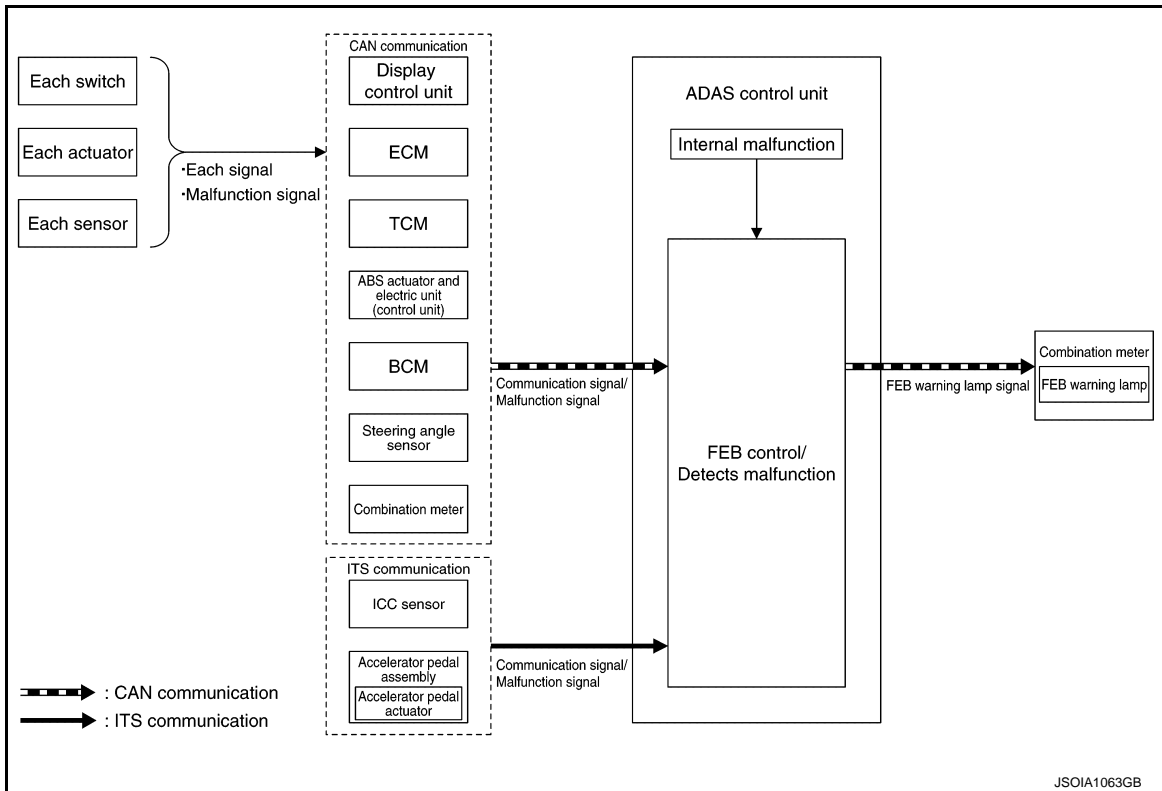 Each switch
Each actuator
Each sensor
・Each signal
・Malfunction signal
CAN communication
Display
control unit
ECM
TCM
ABS actuator and
electric unit
(control unit)
BCM
Steering angle
sensor
Combination meter
Communication signal/
Malfunction signal
ITS communication
ICC sensor
Accelerator pedal
assembly
Accelerator pedal
actuator
Communication signal/
Malfunction signal
ADAS control unit
Internal malfunction
FEB control/
Detects malfunction
FEB warning lamp signal
Combination meter
FEB warning lamp
: CAN communication
: ITS communication
JSOIA1063GB